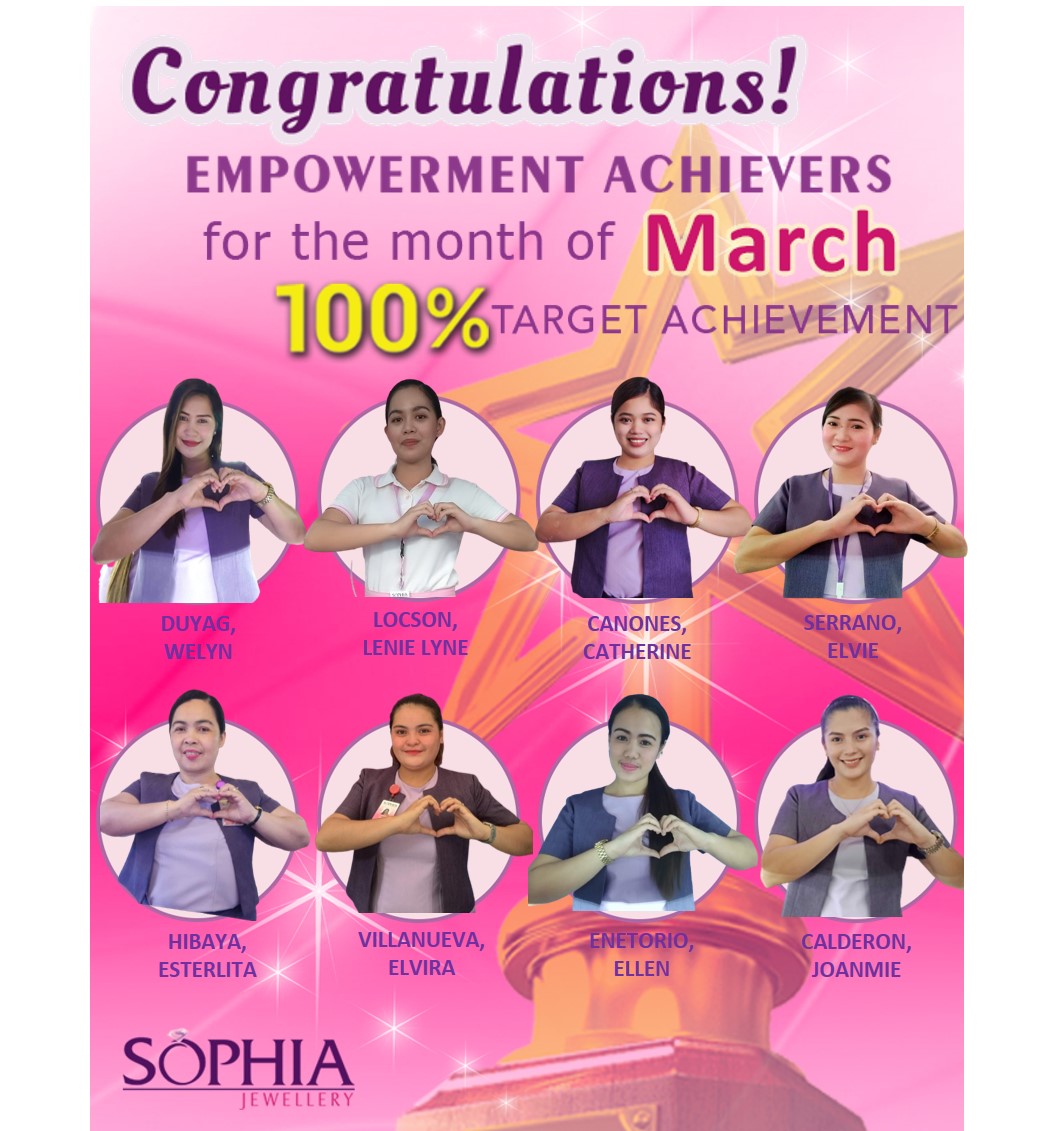 Congratulations!
EMPOWERMENT ACHIEVERS
for the month of March
100% TARGET ACHIEVEMENT
DUYAG,
WELYN
LOCSON,
LENIE LYNE
CANONES,
CATHERINE
SERRANO,
ELVIE
HIBAYA,
ESTERLITA
VILLANUEVA,
ELVIRA
ENETORIO,
ELLEN
CALDERON,
JOANMIE
SOPHIA
JEWELLERY